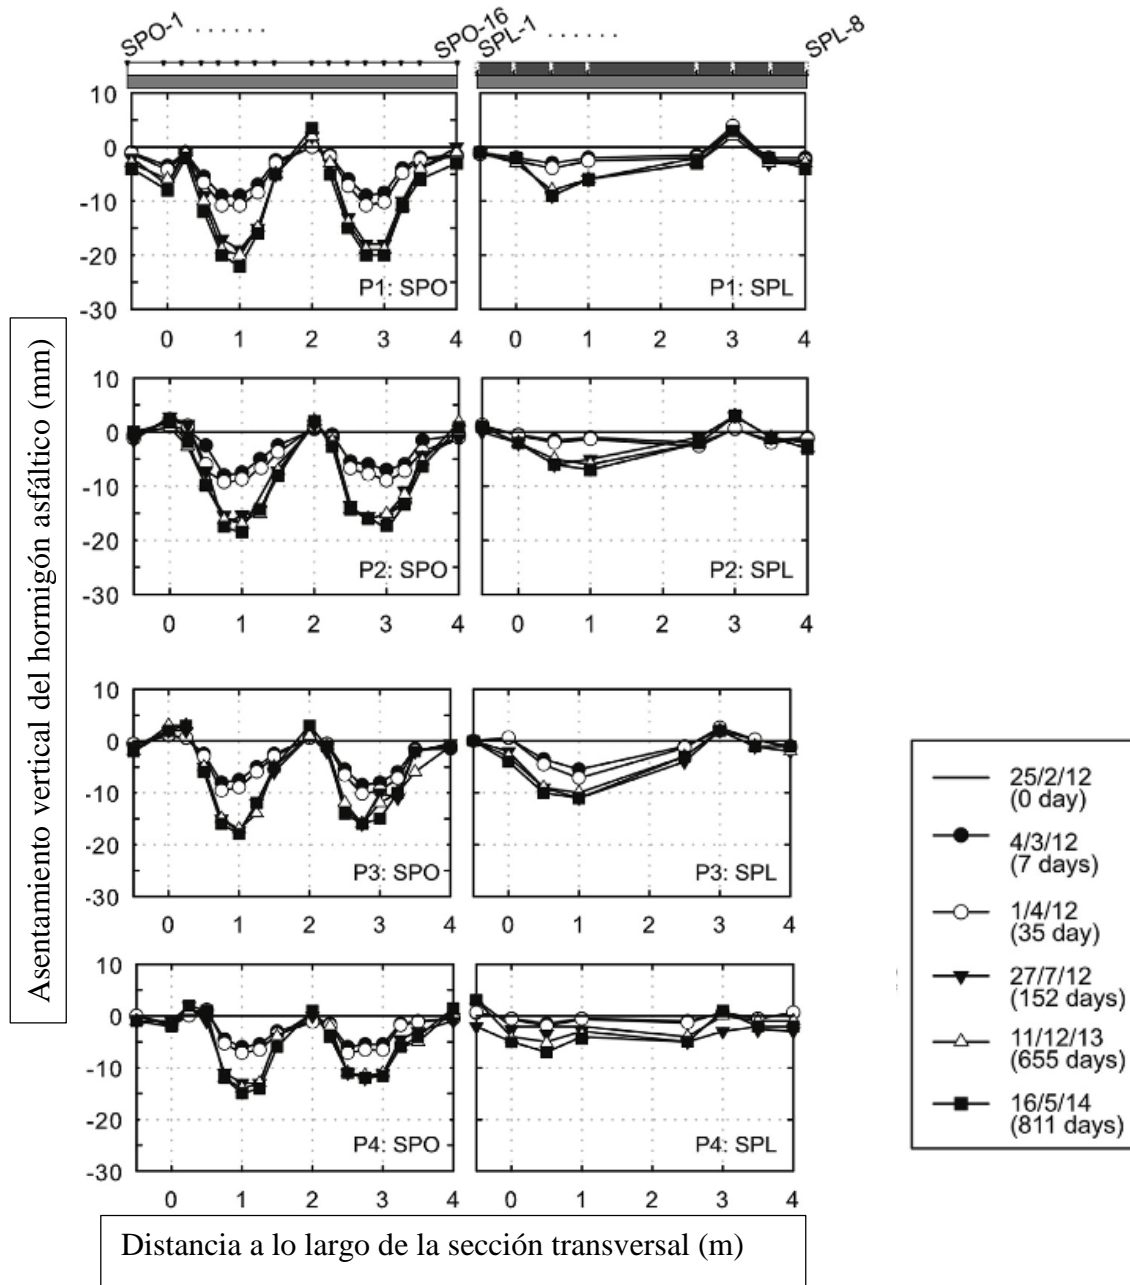 SPO-1 . . . . . . . SPO-16 SPL-1 . . . . . . . SPL-8
10
0
-10
-20
-30
P1: SPO
P1: SPL
0 1 2 3 4 0 1 2 3 4
10
0
-10
-20
-30
P2: SPO
P2: SPL
0 1 2 3 4 0 1 2 3 4
10
0
-10
-20
-30
P3: SPO
P3: SPL
0 1 2 3 4 0 1 2 3 4
10
0
-10
-20
-30
P4: SPO
P4: SPL
0 1 2 3 4 0 1 2 3 4
Asentamiento vertical del hormigón asfáltico (mm)
Distancia a lo largo de la sección transversal (m)
25/2/12
(0 day)
4/3/12
(7 days)
1/4/12
(35 day)
27/7/12
(152 days)
11/12/13
(655 days)
16/5/14
(811 days)